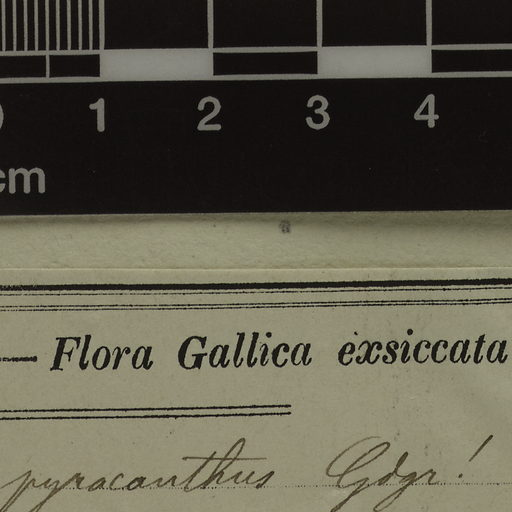 1 2 3 4
cm
— Flora Gallica exsiccata
pyracanthus Gdgr!